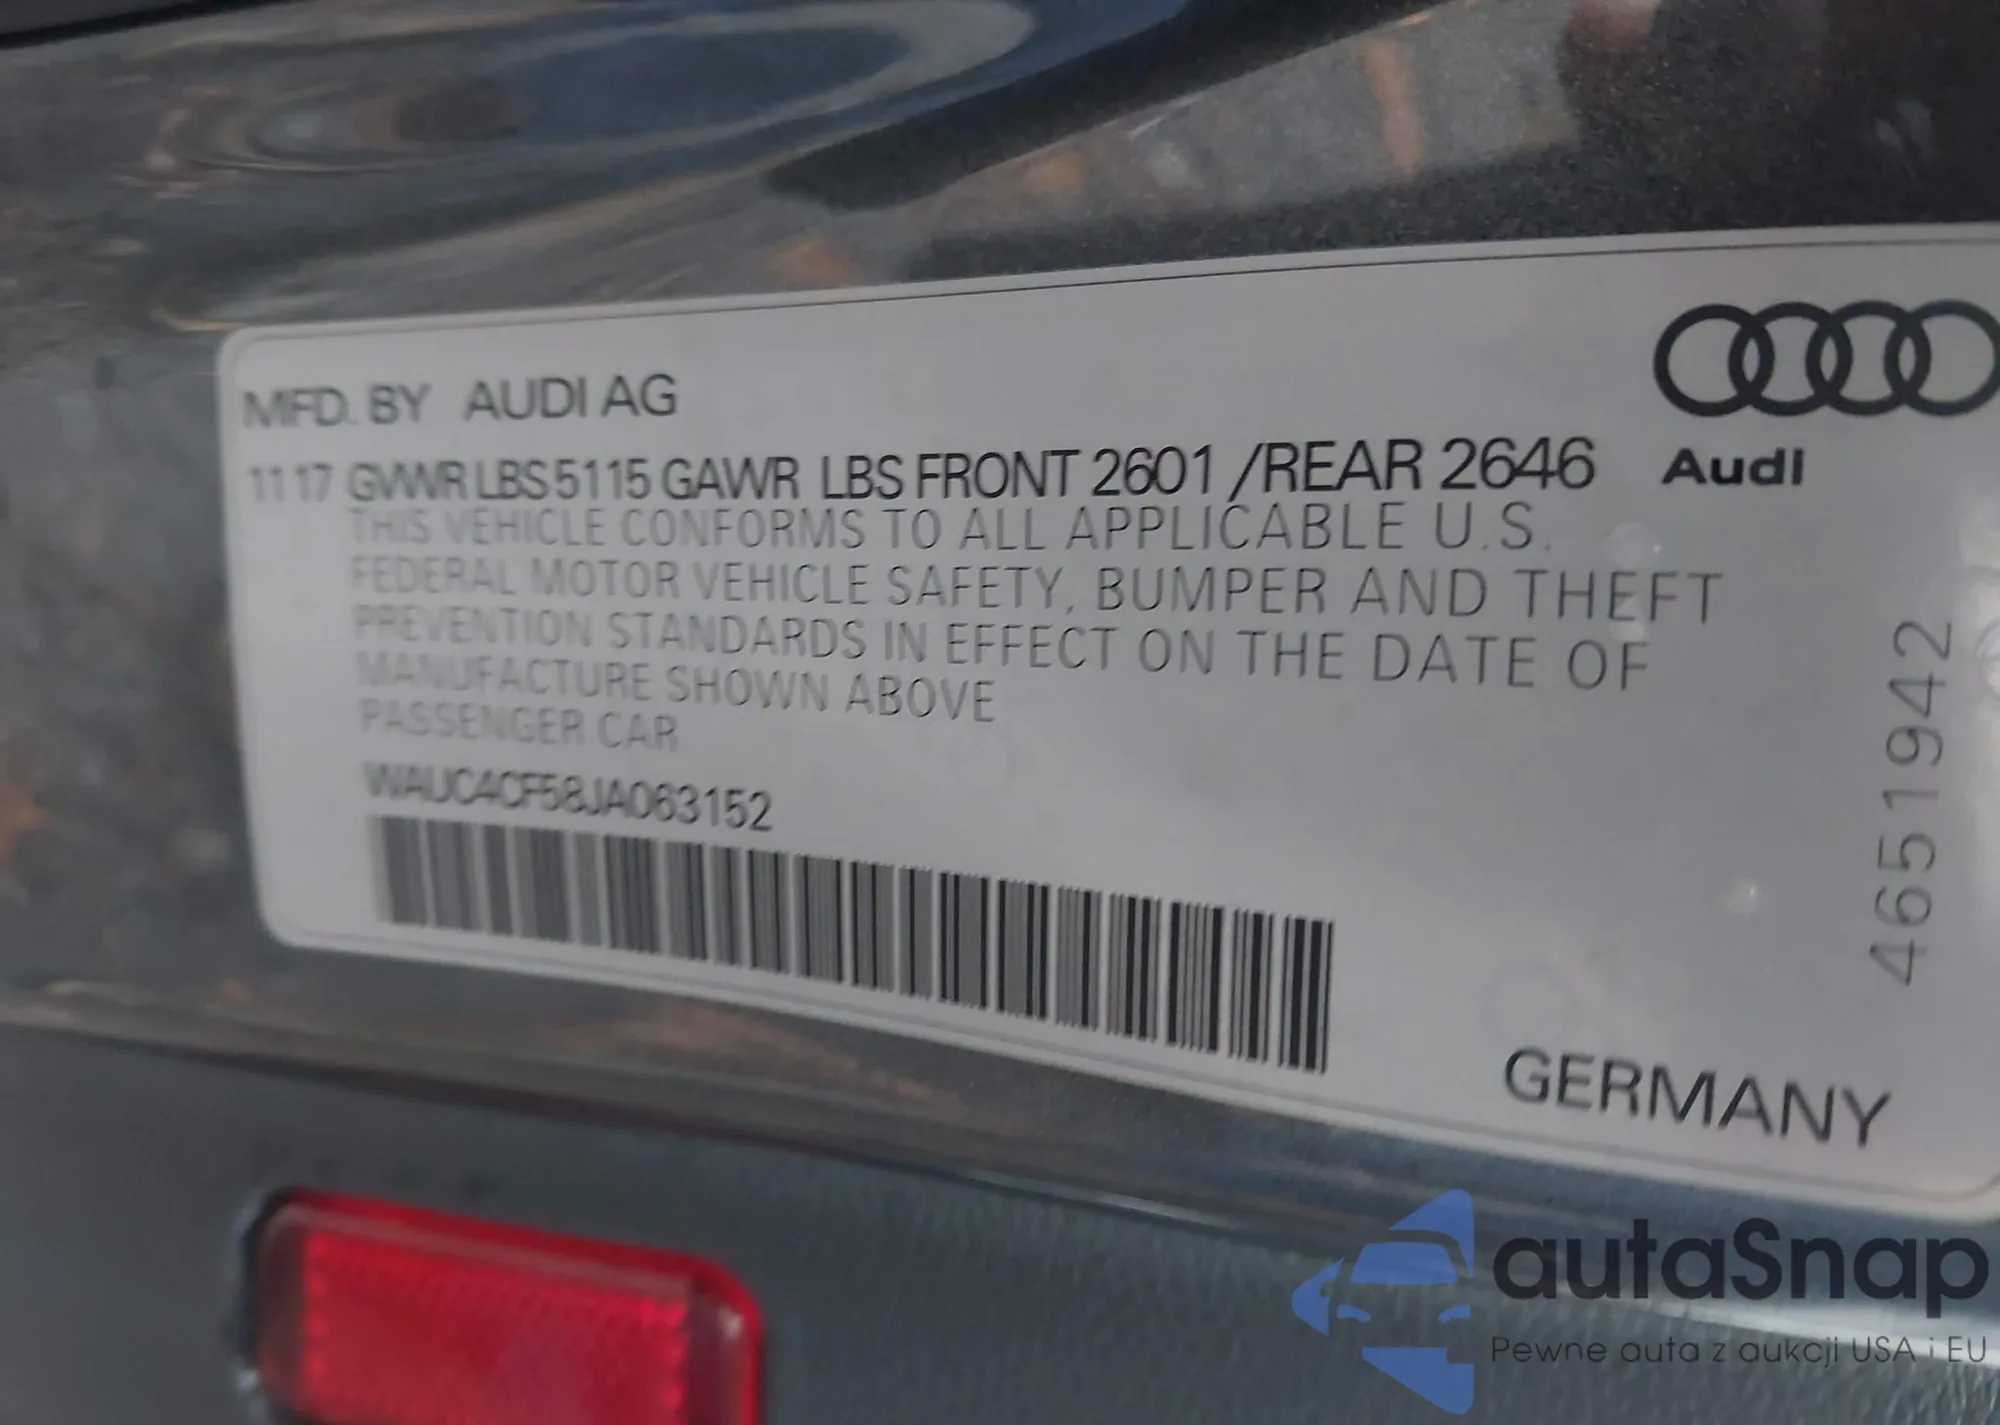 MFD. BY AUDI AG
11 17 GVWR LBS 5115 GAWR LBS FRONT 2601 /REAR 2646
Audi
THIS VEHICLE CONFORMS TO ALL APPLICABLE U.S.
FEDERAL MOTOR VEHICLE SAFETY, BUMPER AND THEFT
PREVENTION STANDARDS IN EFFECT ON THE DATE OF
MANUFACTURE SHOWN ABOVE
PASSENGER CAR
WAUC4CF58JA063152
4651942
GERMANY
autaSnap
Pewne auta z aukcji USA i EU